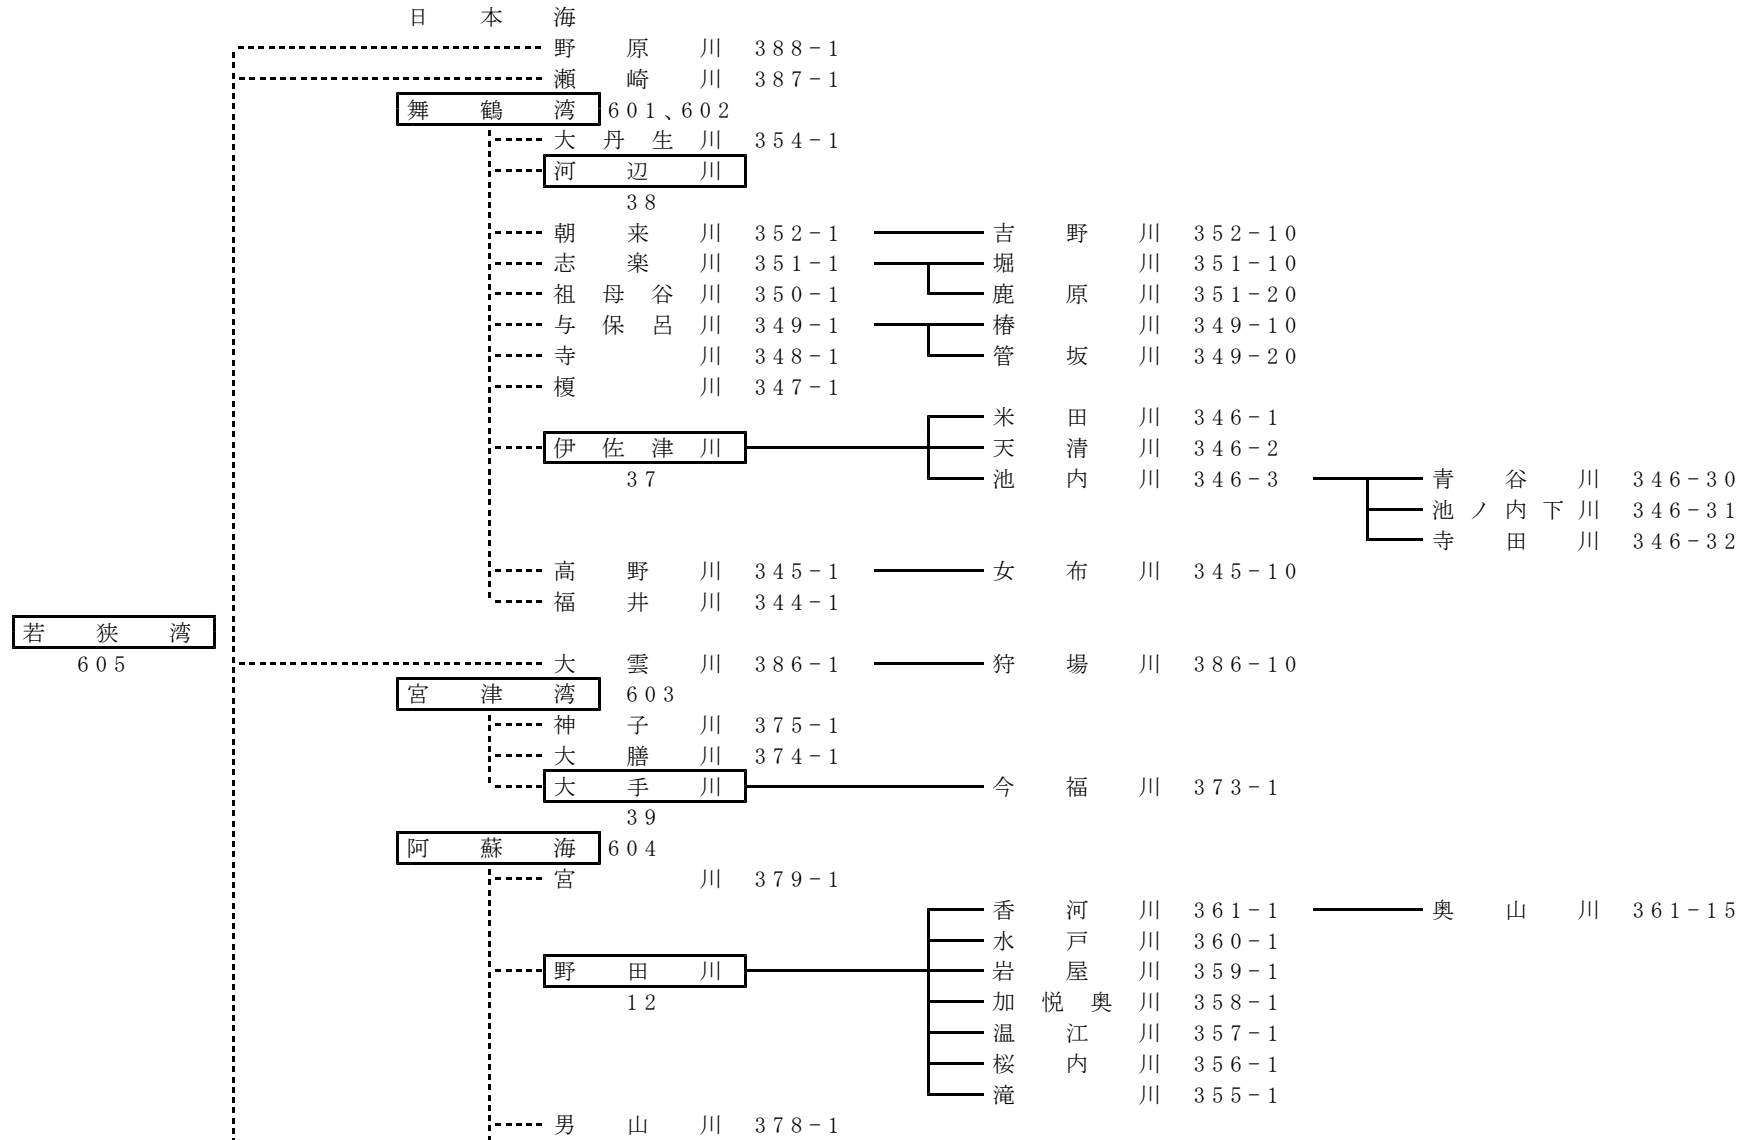 日本海
野原川 388-1
瀬崎川 387-1
舞鶴湾 601、602
大丹生川 354-1
河辺川
38
朝来川 352-1 吉野川 352-10
志楽川 351-1 堀川 351-10
祖母谷川 350-1 鹿原川 351-20
与保呂川 349-1 椿川 349-10
寺川 348-1 管坂川 349-20
榎川 347-1
米田川 346-1
伊佐津川 天清川 346-2
37 池内川 346-3 青谷川 346-30
池ノ内下川 346-31
寺田川 346-32
高野川 345-1 女布川 345-10
福井川 344-1
若狭湾
605 大雲川 386-1 狩場川 386-10
宮津湾 603
神子川 375-1
大膳川 374-1
大手川 今福川 373-1
39
阿蘇海 604
宮川 379-1
香河川 361-1 奥山川 361-15
水戸川 360-1
野田川 岩屋川 359-1
12 加悦奥川 358-1
温江川 357-1
桜内川 356-1
滝川 355-1
男山川 378-1